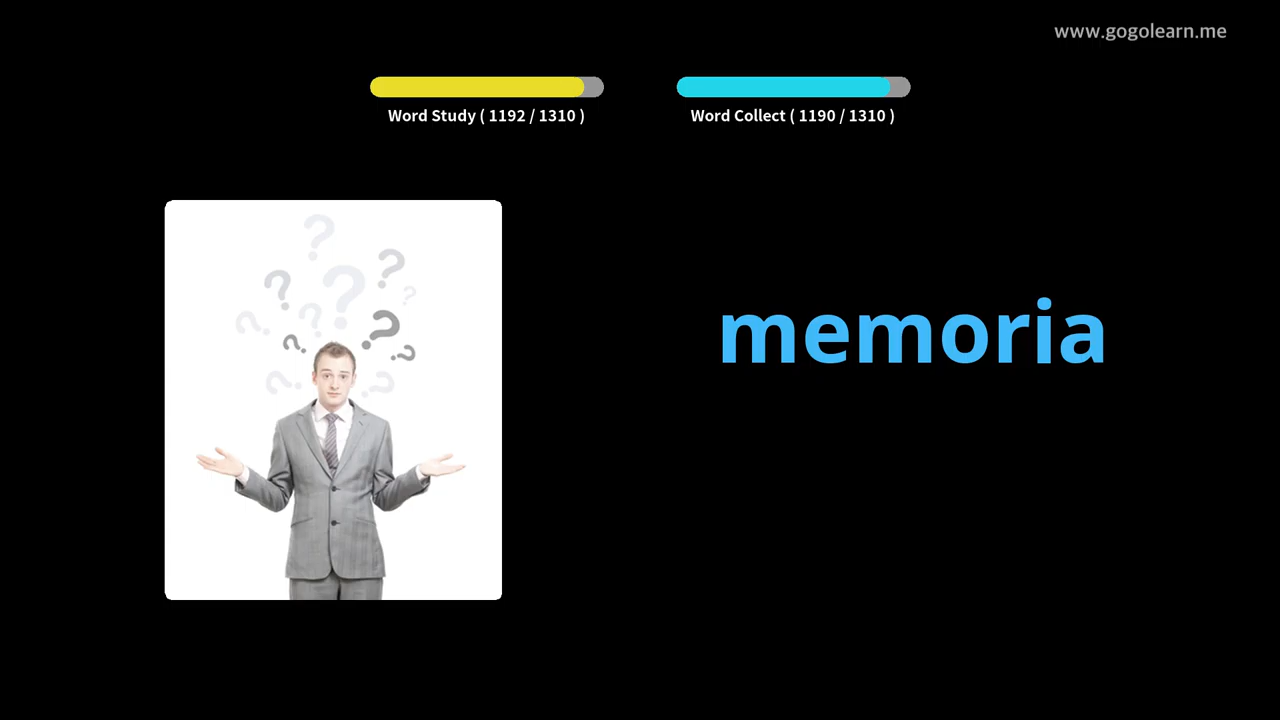 www.gogolearn.me
Word Study ( 1192 / 1310 )
Word Collect ( 1190 / 1310 )
? ? ? ? ? ? ? ? ? ? ? ?
memoria